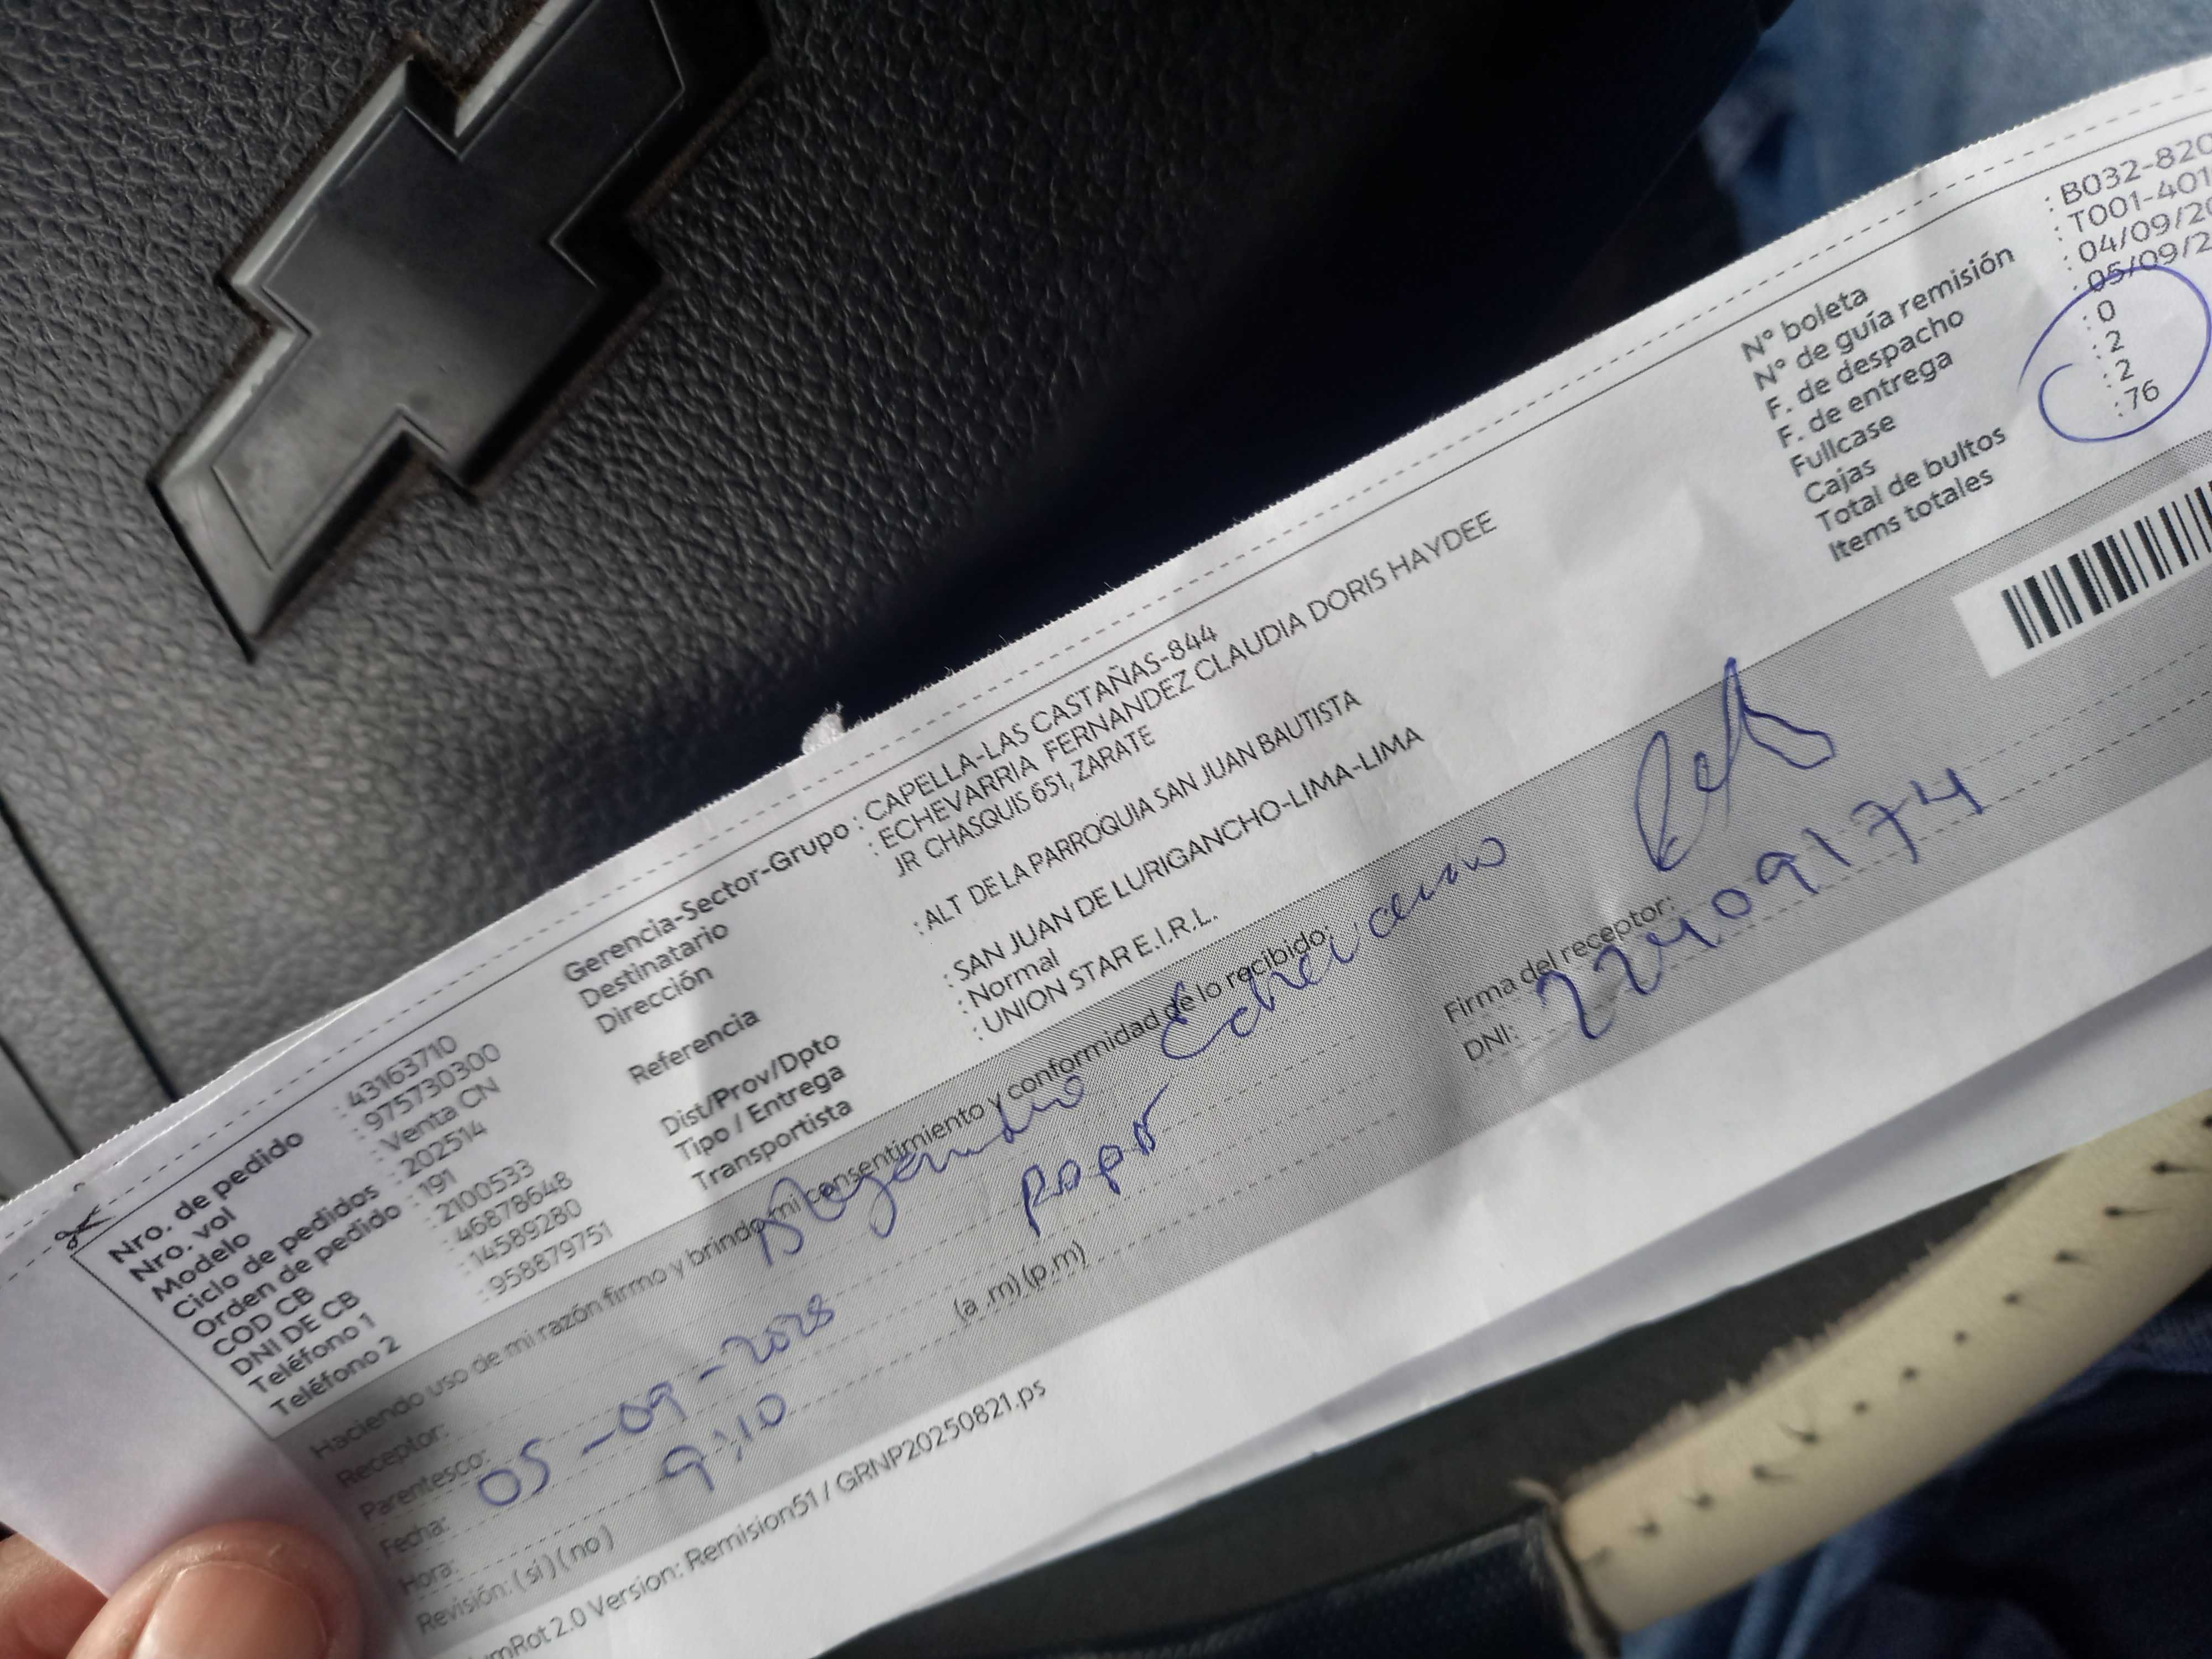 Nro. de pedido : 43163710
Nro. vol : 975730300
Modelo : Venta CN
Ciclo de pedidos : 202514
Orden de pedido : 191
COD CB : 2100533
DNI DE CB : 46878648
Teléfono 1 : 14589280
Teléfono 2 : 958879751
Gerencia-Sector-Grupo : CAPELLA-LAS CASTAÑAS-844
Destinatario : ECHEVARRIA FERNANDEZ CLAUDIA DORIS HAYDEE
Dirección JR CHASQUIS 651, ZARATE
Referencia : ALT DE LA PARROQUIA SAN JUAN BAUTISTA
Dist/Prov/Dpto : SAN JUAN DE LURIGANCHO-LIMA-LIMA
Tipo / Entrega : Normal
Transportista : UNION STAR E.I.R.L.
N° boleta : B032-820
N° de guía remisión : T001-401
F. de despacho : 04/09/20
F. de entrega : 05/09/2
Fullcase : 0
Cajas : 2
Total de bultos : 2
Items totales : 76
Haciendo uso de mi razón firmo y brindo mi consentimiento y conformidad de lo recibido:
Receptor:
Parentesco: Papá
Fecha: 05-09-2025
Hora: 9:10 (a .m) (p.m)
Revisión: ( si ) ( no )
Firma del receptor:
DNI: 22409174
mRot 2.0 Version: Remision51 / GRNP20250821.ps